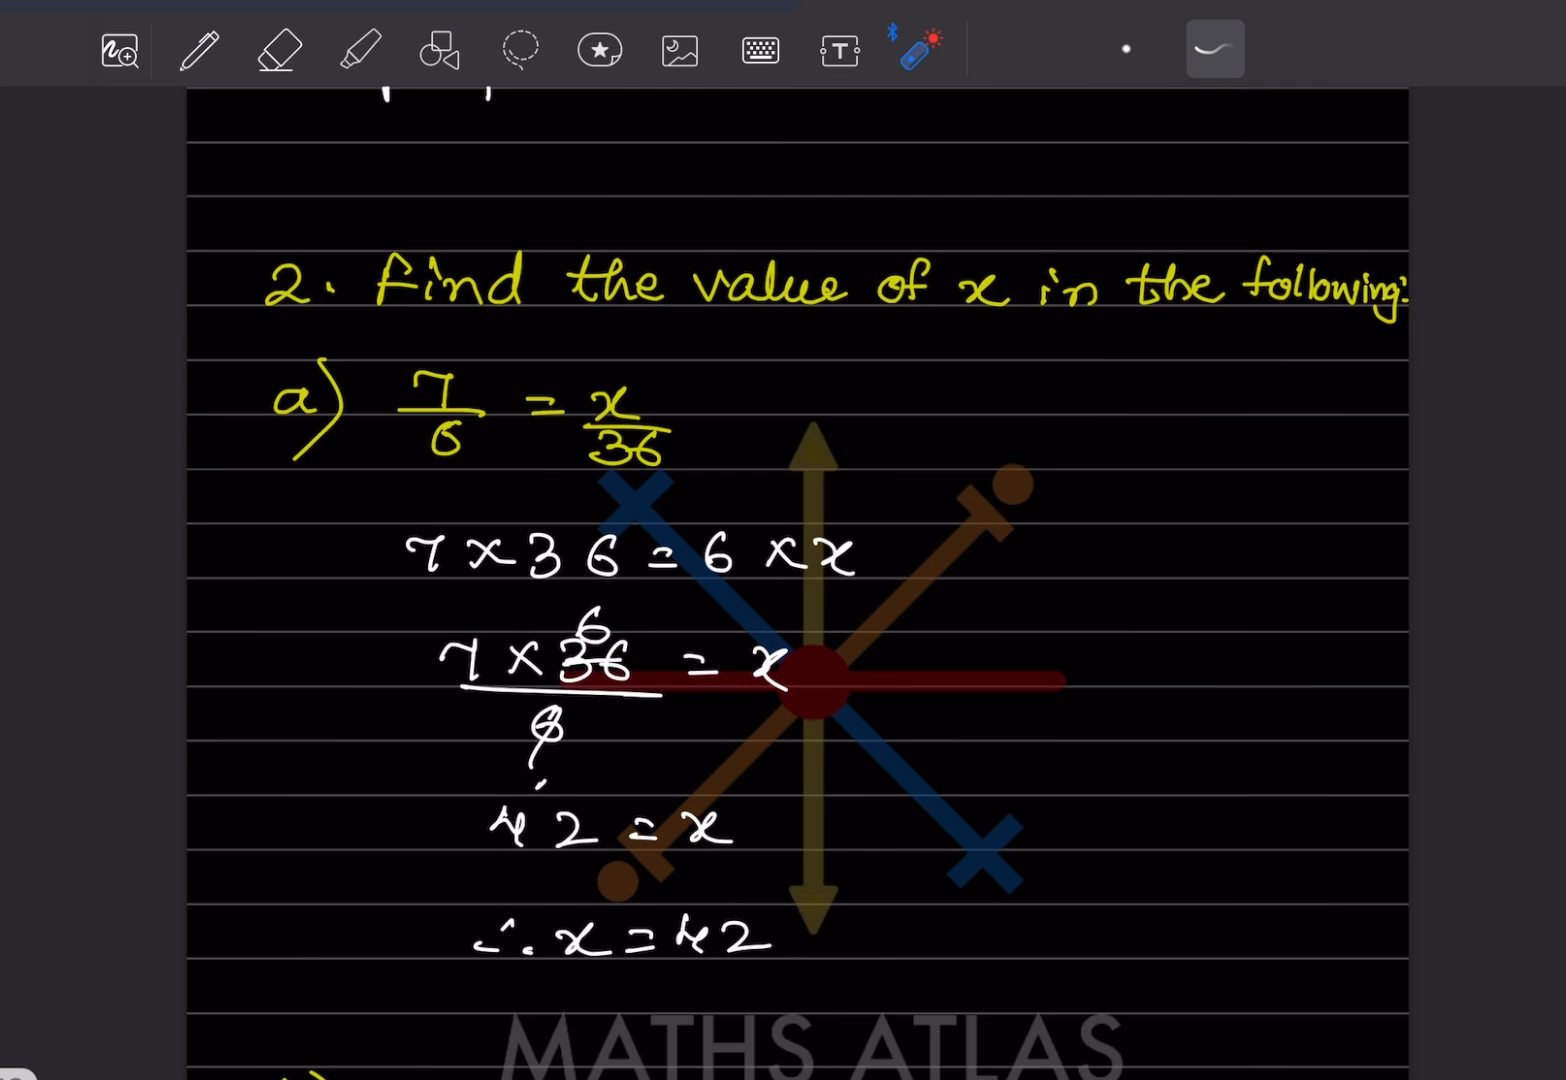 2. Find the value of x in the following:
a) 7/6 = x/36
7 × 36 = 6 × x
7 × 36/6 = x
6
42 = x
∴ x = 42
MATHS ATLAS